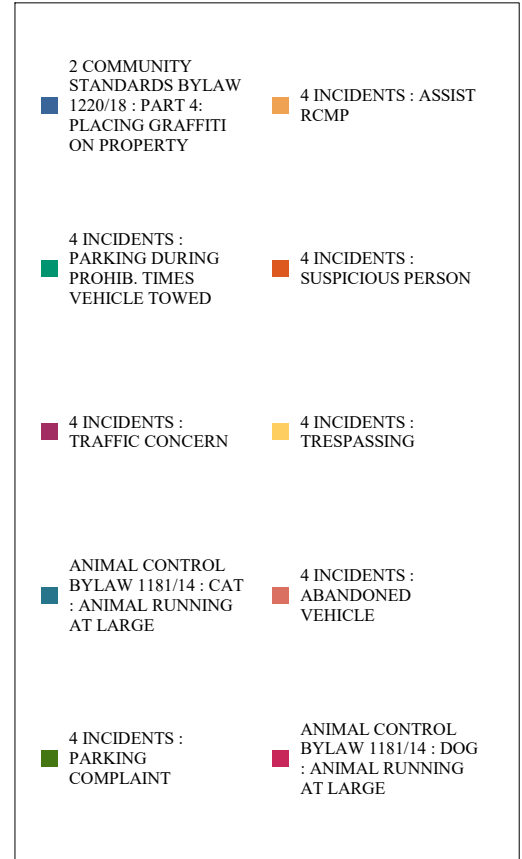 2 COMMUNITY
STANDARDS BYLAW
1220/18 : PART 4:
PLACING GRAFFITI
ON PROPERTY
4 INCIDENTS : ASSIST
RCMP
4 INCIDENTS :
PARKING DURING
PROHIB. TIMES
VEHICLE TOWED
4 INCIDENTS :
SUSPICIOUS PERSON
4 INCIDENTS :
TRAFFIC CONCERN
4 INCIDENTS :
TRESPASSING
ANIMAL CONTROL
BYLAW 1181/14 : CAT
: ANIMAL RUNNING
AT LARGE
4 INCIDENTS :
ABANDONED
VEHICLE
4 INCIDENTS :
PARKING
COMPLAINT
ANIMAL CONTROL
BYLAW 1181/14 : DOG
: ANIMAL RUNNING
AT LARGE